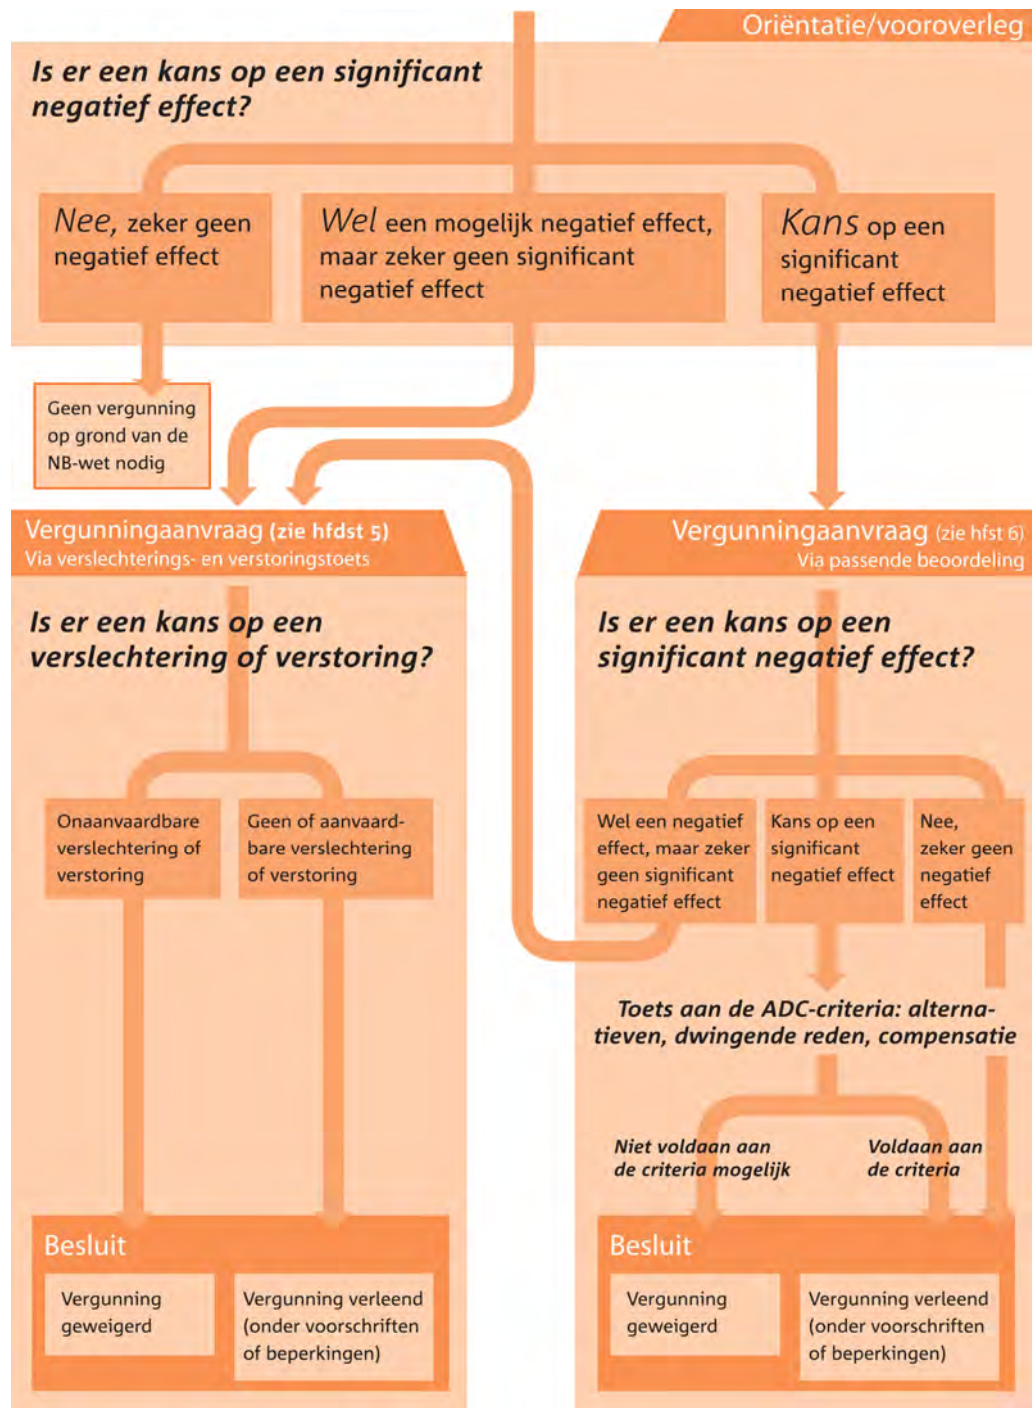 Oriëntatie/vooroverleg
Is er een kans op een significant
negatief effect?
Nee, zeker geen
negatief effect
Wel een mogelijk negatief effect,
maar zeker geen significant
negatief effect
Kans op een
significant
negatief effect
Geen vergunning
op grond van de
NB-wet nodig
Vergunningaanvraag (zie hfdst 5)
Via verslechterings- en verstoringstoets
Is er een kans op een
verslechtering of verstoring?
Onaanvaardbare
verslechtering of
verstoring
Geen of aanvaard-
bare verslechtering
of verstoring
Besluit
Vergunning
geweigerd
Vergunning verleend
(onder voorschriften
of beperkingen)
Vergunningaanvraag (zie hfst 6)
Via passende beoordeling
Is er een kans op een
significant negatief effect?
Wel een negatief
effect, maar zeker
geen significant
negatief effect
Kans op een
significant
negatief effect
Nee,
zeker geen
negatief
effect
Toets aan de ADC-criteria: alterna-
tieven, dwingende reden, compensatie
Niet voldaan aan
de criteria mogelijk
Voldaan aan
de criteria
Besluit
Vergunning
geweigerd
Vergunning verleend
(onder voorschriften
of beperkingen)